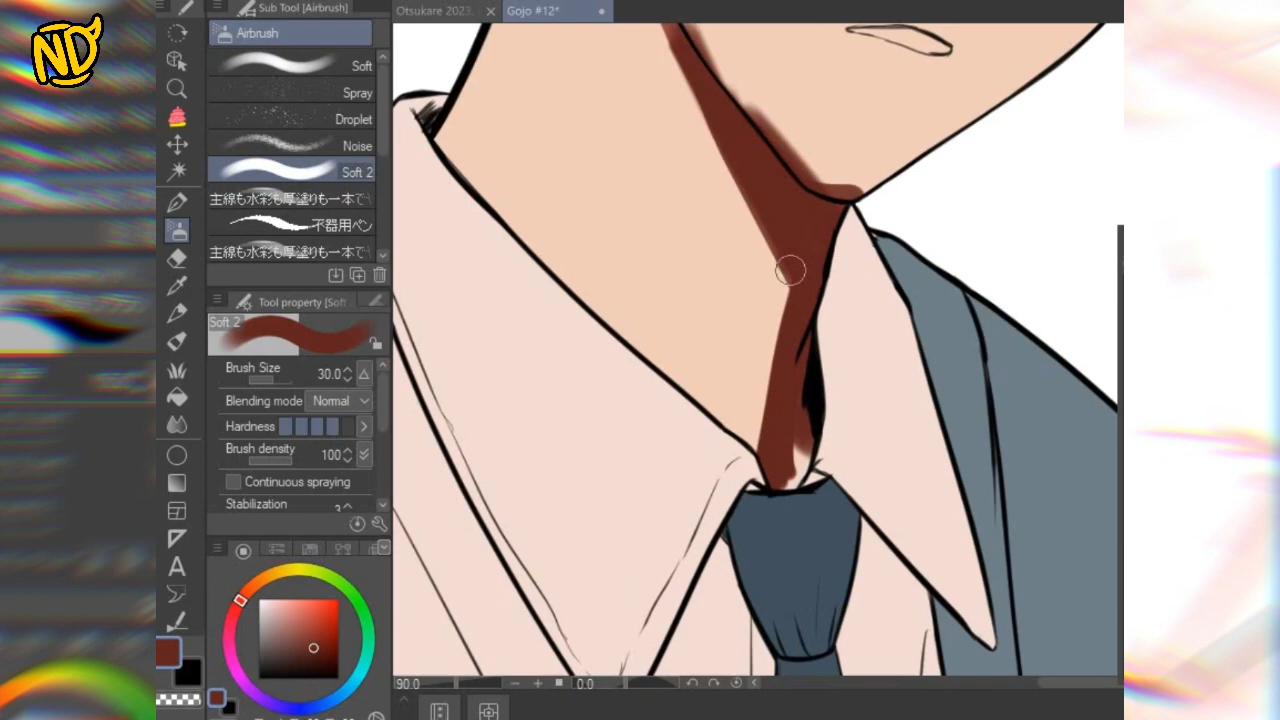 ND
Sub Tool [Airbrush]
Otsukare 2023.
Gojo #12*
Airbrush
Soft
Spray
Droplet
Noise
Soft 2
主線も水彩も厚塗りも一本で
不器用ペン
主線も水彩も厚塗りも一本で
Tool property [Soft
Soft 2
Brush Size
30.0
Blending mode
Normal
Hardness
Brush density
100
Continuous spraying
Stabilization
A
90.0
0.0